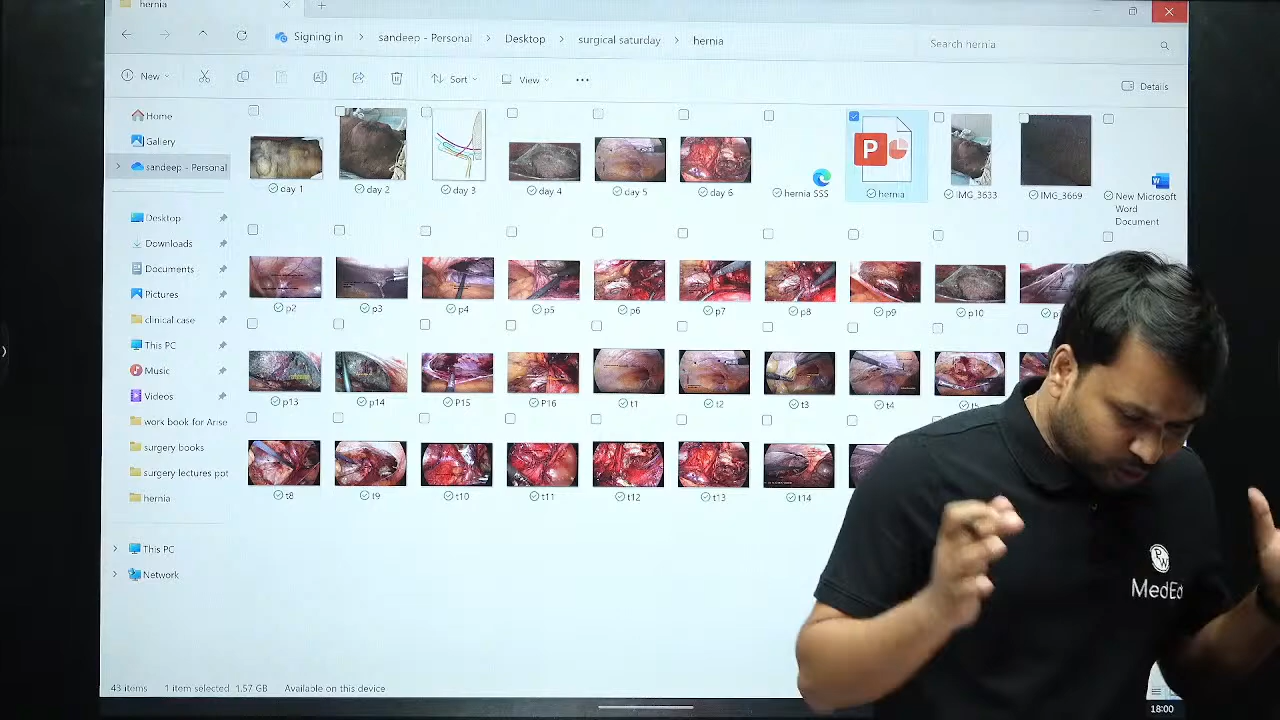 hernia
Signing in > sandeep - Personal > Desktop > surgical saturday > hernia
Search hernia
New Sort View ... Details
Home
Gallery
sandeep - Personal
Desktop
Downloads
Documents
Pictures
clinical case
This PC
Music
Videos
work book for Arise
surgery books
surgery lectures ppt
hernia
This PC
Network
day 1 day 2 day 3 day 4 day 5 day 6 hernia SSS hernia IMG_3633 IMG_3669 New Microsoft
Word
Document
p2 p3 p4 p5 p6 p7 p8 p9 p10
p13 p14 P15 P16 t1 t2 t3 t4 t5
t8 t9 t10 t11 t12 t13 t14
43 items 1 item selected 1.57 GB Available on this device
18:00
PW
MedEd